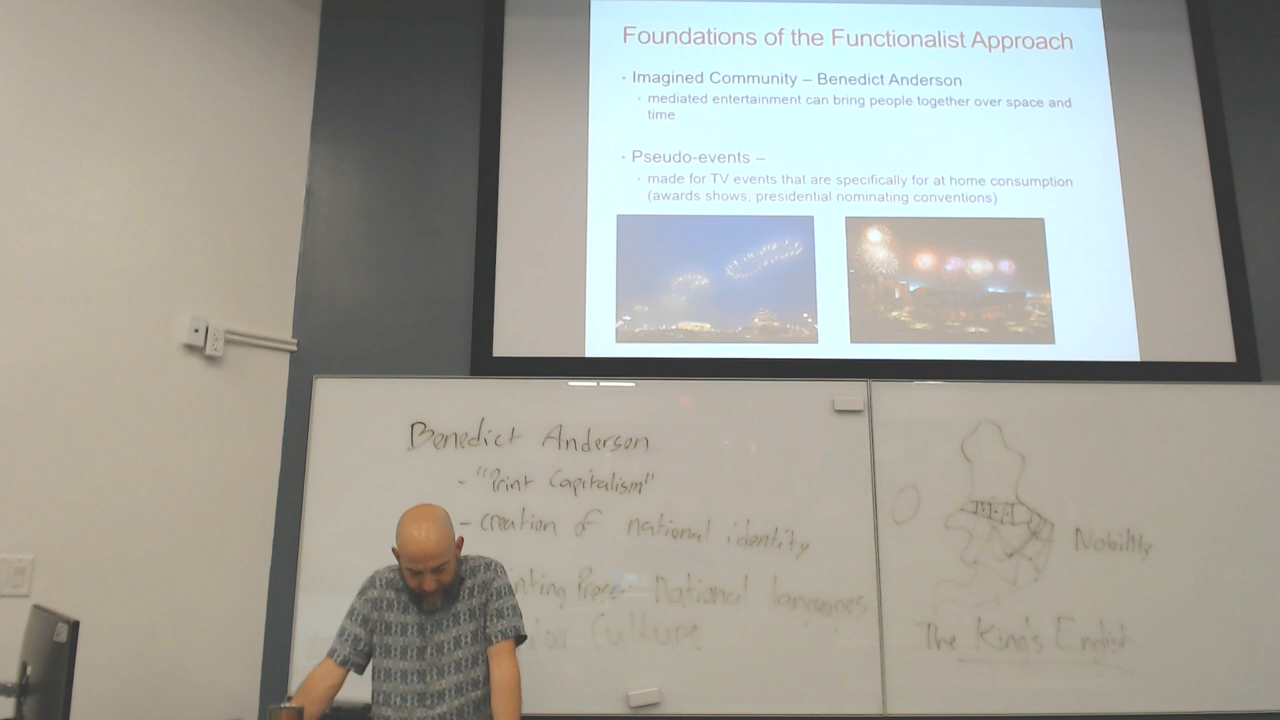 Foundations of the Functionalist Approach
• Imagined Community – Benedict Anderson
• mediated entertainment can bring people together over space and
time
• Pseudo-events –
• made for TV events that are specifically for at home consumption
(awards shows, presidential nominating conventions)
Benedict Anderson
- "Print Capitalism"
- creation of national identity
Press National languages
Culture
Nobility
The King's English